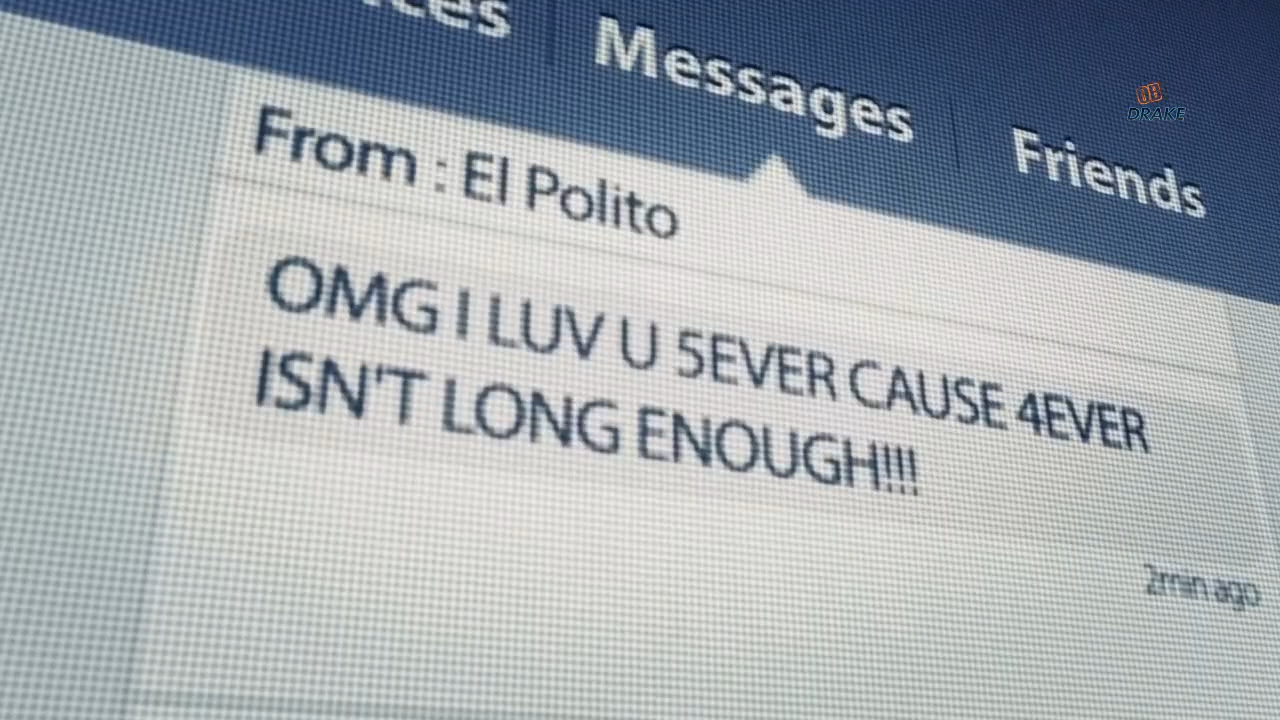 Messages
Friends
DRAKE
From : El Polito
OMG I LUV U 5EVER CAUSE 4EVER
ISN'T LONG ENOUGH!!!
2min ago